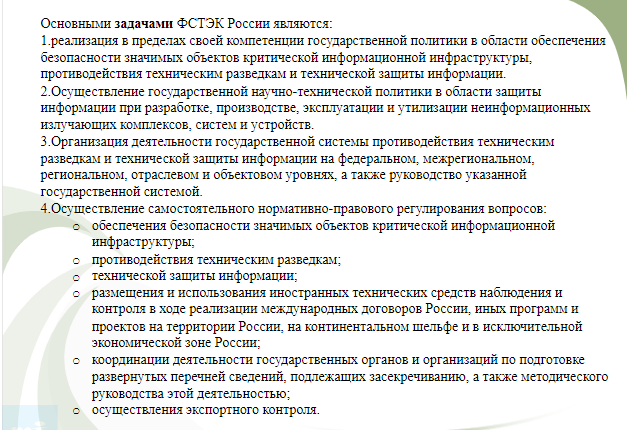 Основными задачами ФСТЭК России являются:
1.реализация в пределах своей компетенции государственной политики в области обеспечения
безопасности значимых объектов критической информационной инфраструктуры,
противодействия техническим разведкам и технической защиты информации.
2.Осуществление государственной научно-технической политики в области защиты
информации при разработке, производстве, эксплуатации и утилизации неинформационных
излучающих комплексов, систем и устройств.
3.Организация деятельности государственной системы противодействия техническим
разведкам и технической защиты информации на федеральном, межрегиональном,
региональном, отраслевом и объектовом уровнях, а также руководство указанной
государственной системой.
4.Осуществление самостоятельного нормативно-правового регулирования вопросов:
o обеспечения безопасности значимых объектов критической информационной
инфраструктуры;
o противодействия техническим разведкам;
o технической защиты информации;
o размещения и использования иностранных технических средств наблюдения и
контроля в ходе реализации международных договоров России, иных программ и
проектов на территории России, на континентальном шельфе и в исключительной
экономической зоне России;
o координации деятельности государственных органов и организаций по подготовке
развернутых перечней сведений, подлежащих засекречиванию, а также методического
руководства этой деятельностью;
o осуществления экспортного контроля.